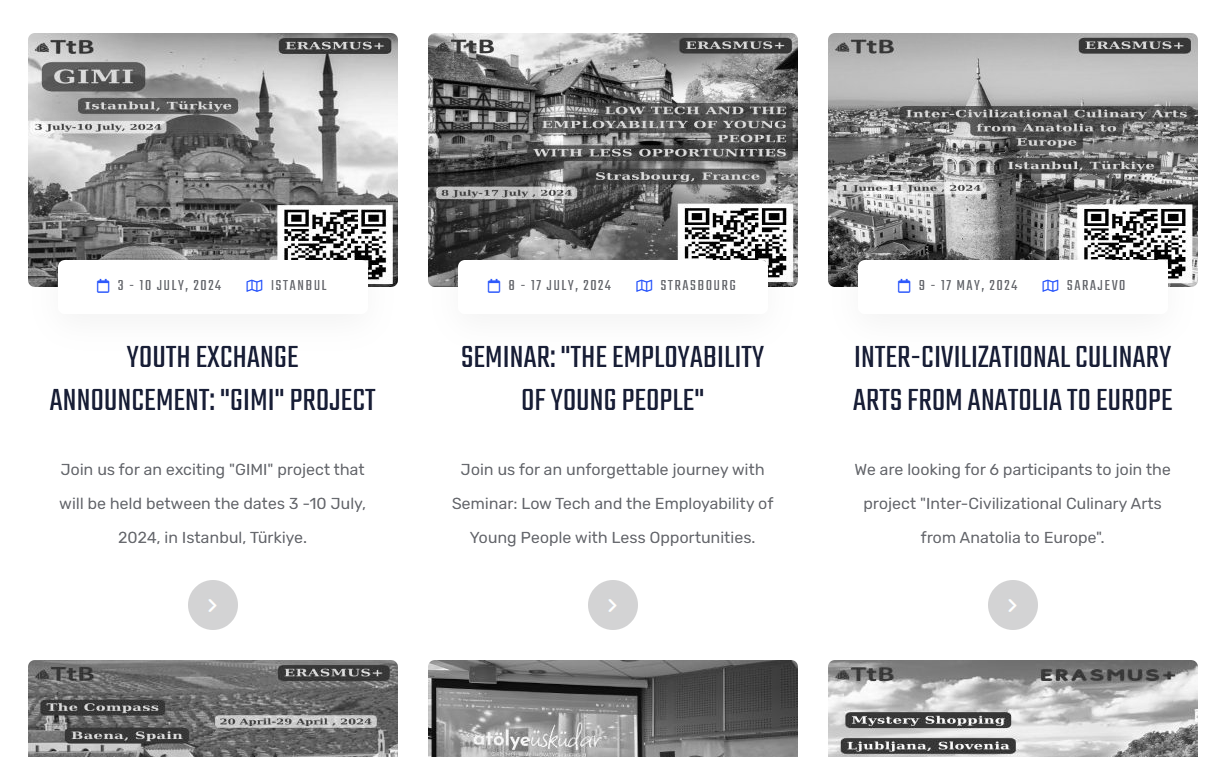 TtB
ERASMUS+
GIMI
Istanbul, Türkiye
3 July-10 July, 2024
3 - 10 JULY, 2024
ISTANBUL
YOUTH EXCHANGE
ANNOUNCEMENT: "GIMI" PROJECT
Join us for an exciting "GIMI" project that
will be held between the dates 3 -10 July,
2024, in Istanbul, Türkiye.
TtB
ERASMUS+
LOW TECH AND THE
EMPLOYABILITY OF YOUNG
PEOPLE
WITH LESS OPPORTUNITIES
Strasbourg, France
8 July-17 July , 2024
8 - 17 JULY, 2024
STRASBOURG
SEMINAR: "THE EMPLOYABILITY
OF YOUNG PEOPLE"
Join us for an unforgettable journey with
Seminar: Low Tech and the Employability of
Young People with Less Opportunities.
TtB
ERASMUS+
Inter-Civilizational Culinary Arts
from Anatolia to
Europe
Istanbul, Türkiye
1 June-11 June , 2024
9 - 17 MAY, 2024
SARAJEVO
INTER-CIVILIZATIONAL CULINARY
ARTS FROM ANATOLIA TO EUROPE
We are looking for 6 participants to join the
project "Inter-Civilizational Culinary Arts
from Anatolia to Europe".
TtB
ERASMUS+
The Compass
20 April-29 April , 2024
Baena, Spain
atölyeüsküdar
TtB
ERASMUS+
Mystery Shopping
Ljubljana, Slovenia